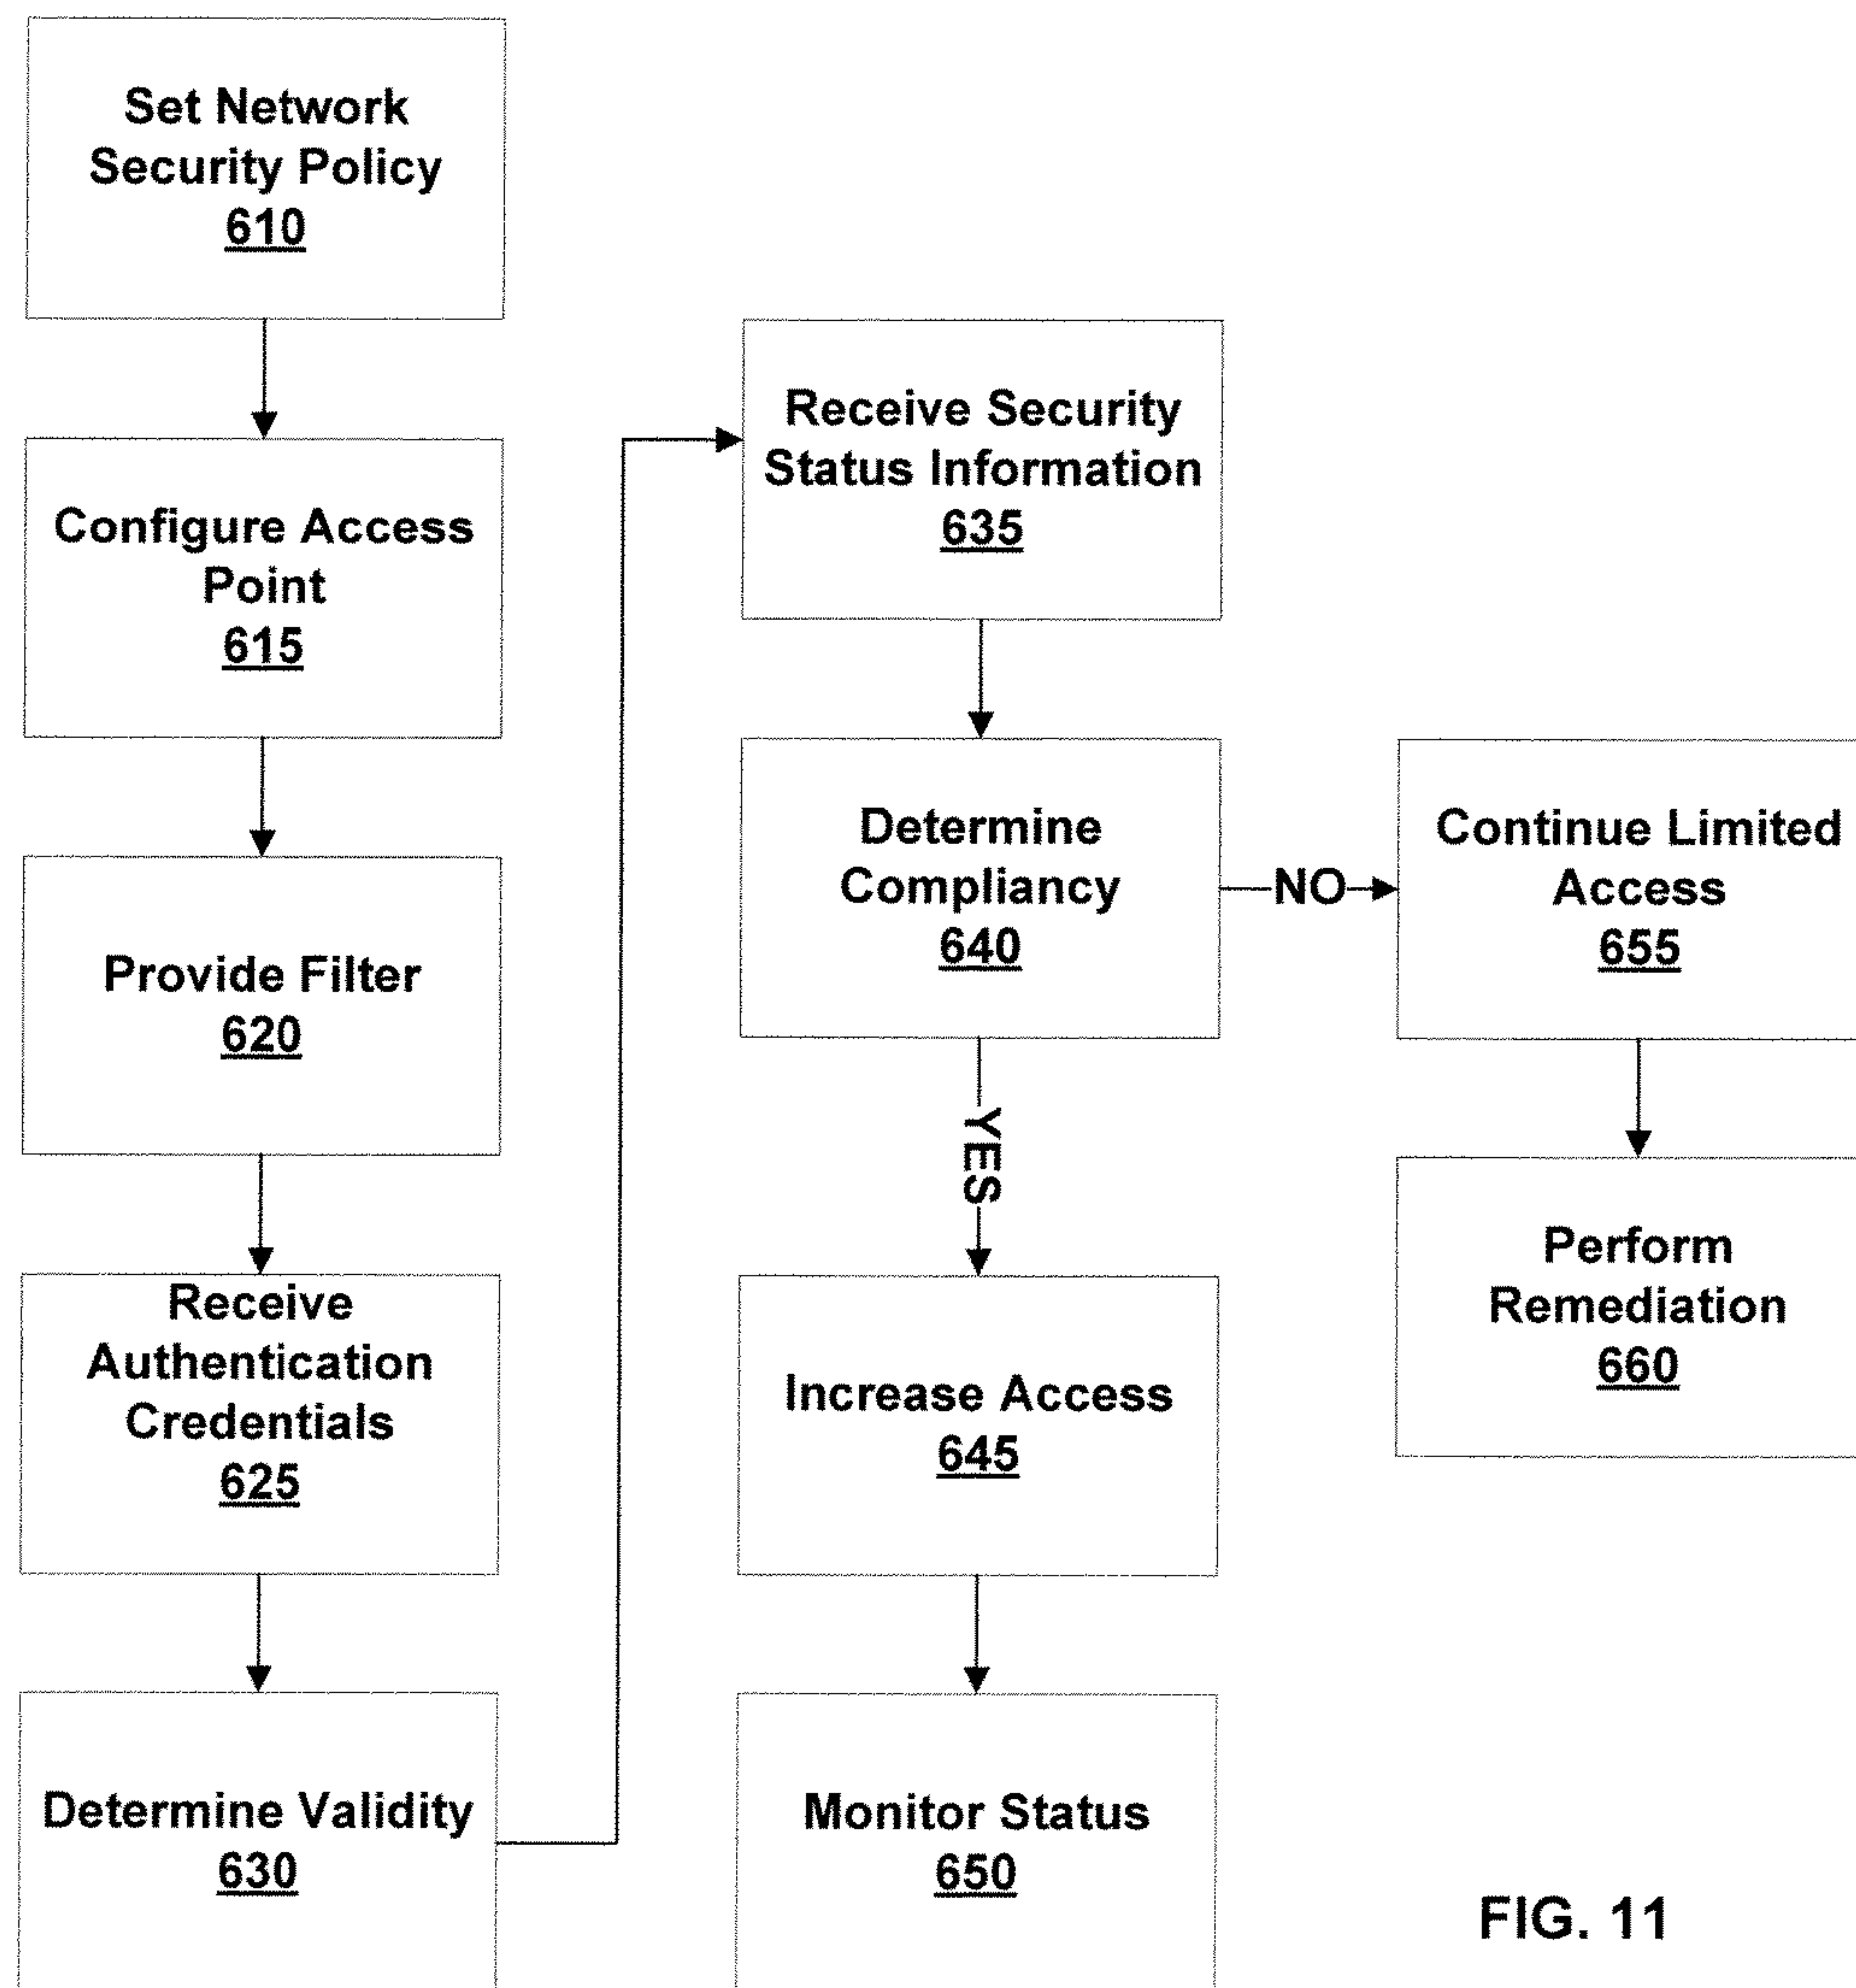 Set Network
Security Policy
610
Configure Access
Point
615
Provide Filter
620
Receive
Authentication
Credentials
625
Determine Validity
630
Receive Security
Status Information
635
Determine
Compliancy
640
NO
YES
Increase Access
645
Monitor Status
650
Continue Limited
Access
655
Perform
Remediation
660
FIG. 11